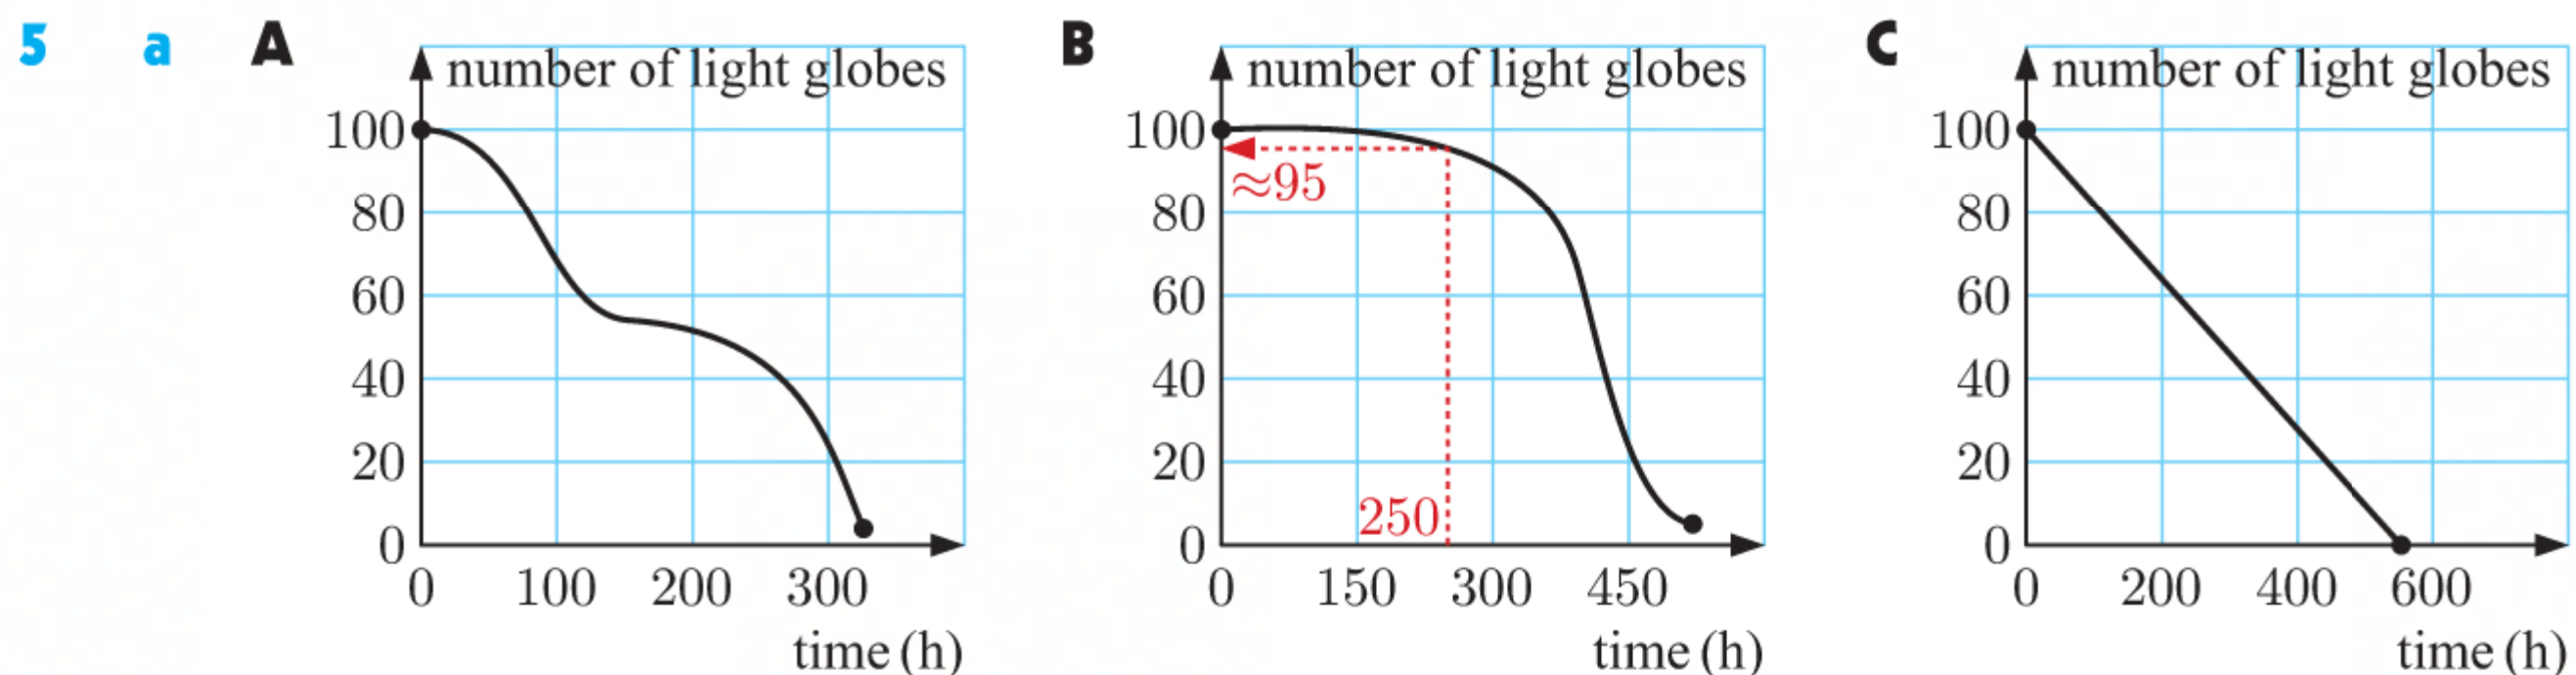 5 a A B C
number of light globes number of light globes number of light globes
100 100 100
≈95
80 80 80
60 60 60
40 40 40
20 20 20
250
0 0 0
0 100 200 300 0 150 300 450 0 200 400 600
time (h) time (h) time (h)